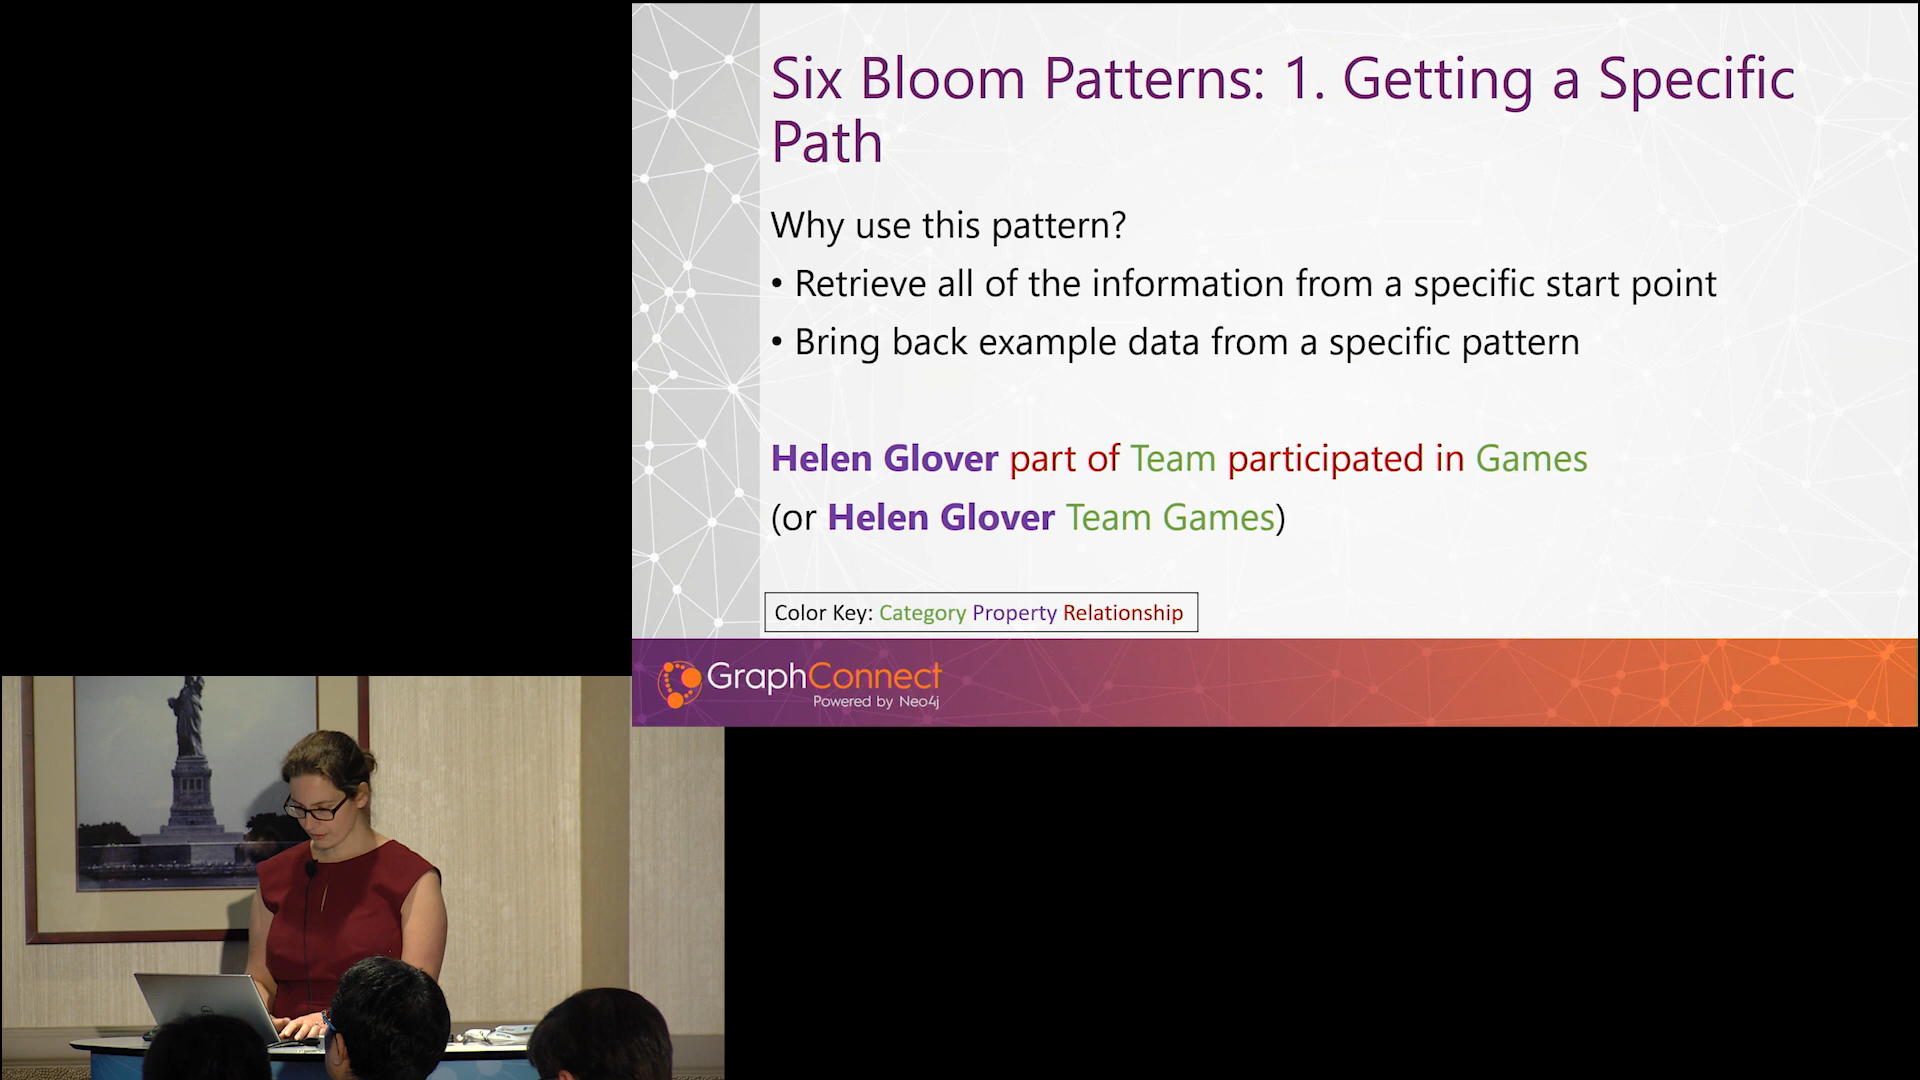 Six Bloom Patterns: 1. Getting a Specific
Path
Why use this pattern?
• Retrieve all of the information from a specific start point
• Bring back example data from a specific pattern
Helen Glover part of Team participated in Games
(or Helen Glover Team Games)
Color Key: Category Property Relationship
GraphConnect
Powered by Neo4j